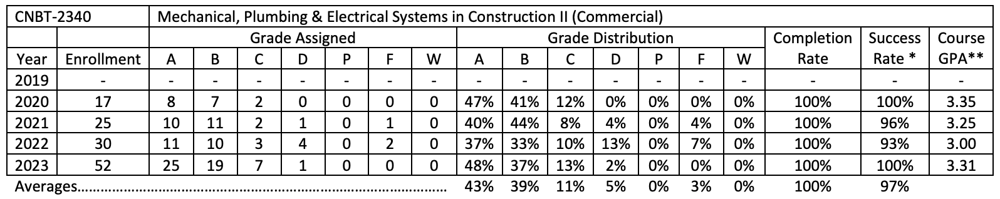 CNBT-2340 Mechanical, Plumbing & Electrical Systems in Construction II (Commercial)
Grade Assigned Grade Distribution Completion Success Course
Year Enrollment A B C D P F W A B C D P F W Rate Rate * GPA**
2019 - - - - - - - - - - - - - - - - - -
2020 17 8 7 2 0 0 0 0 47% 41% 12% 0% 0% 0% 0% 100% 100% 3.35
2021 25 10 11 2 1 0 1 0 40% 44% 8% 4% 0% 4% 0% 100% 96% 3.25
2022 30 11 10 3 4 0 2 0 37% 33% 10% 13% 0% 7% 0% 100% 93% 3.00
2023 52 25 19 7 1 0 0 0 48% 37% 13% 2% 0% 0% 0% 100% 100% 3.31
Averages........................................................................................................ 43% 39% 11% 5% 0% 3% 0% 100% 97%